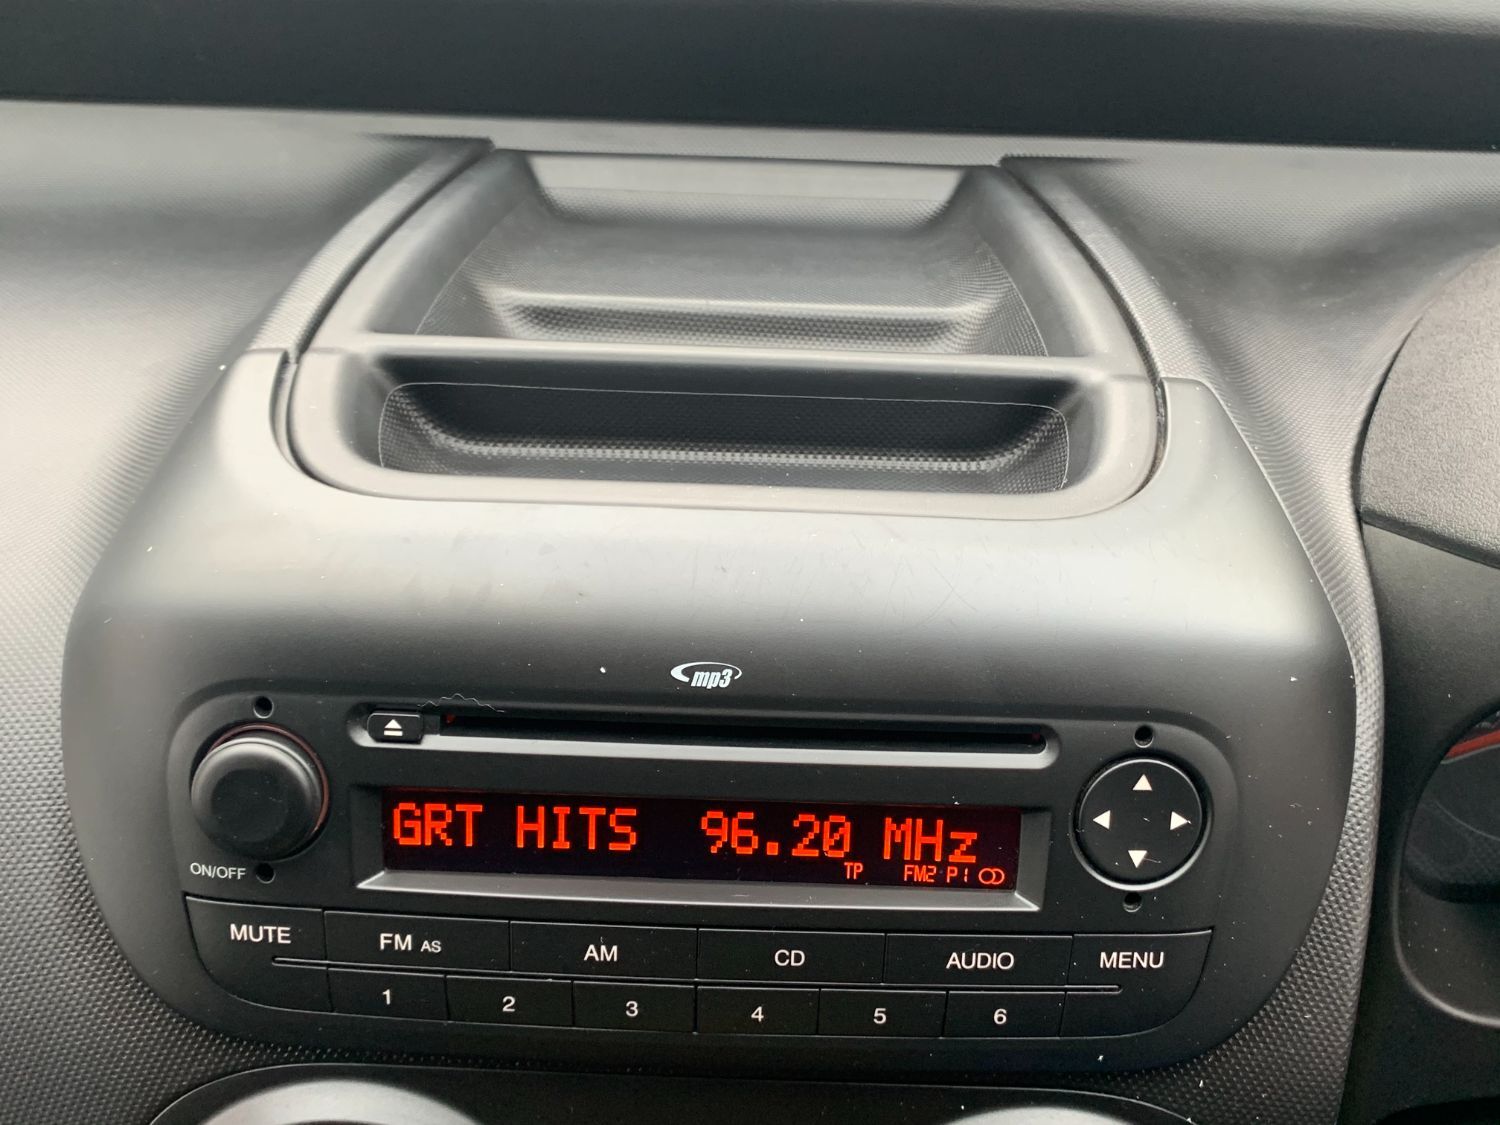 mp3
GRT HITS 96.20 MHz
TP FM2 P1
ON/OFF
MUTE FM AS AM CD AUDIO MENU
1 2 3 4 5 6